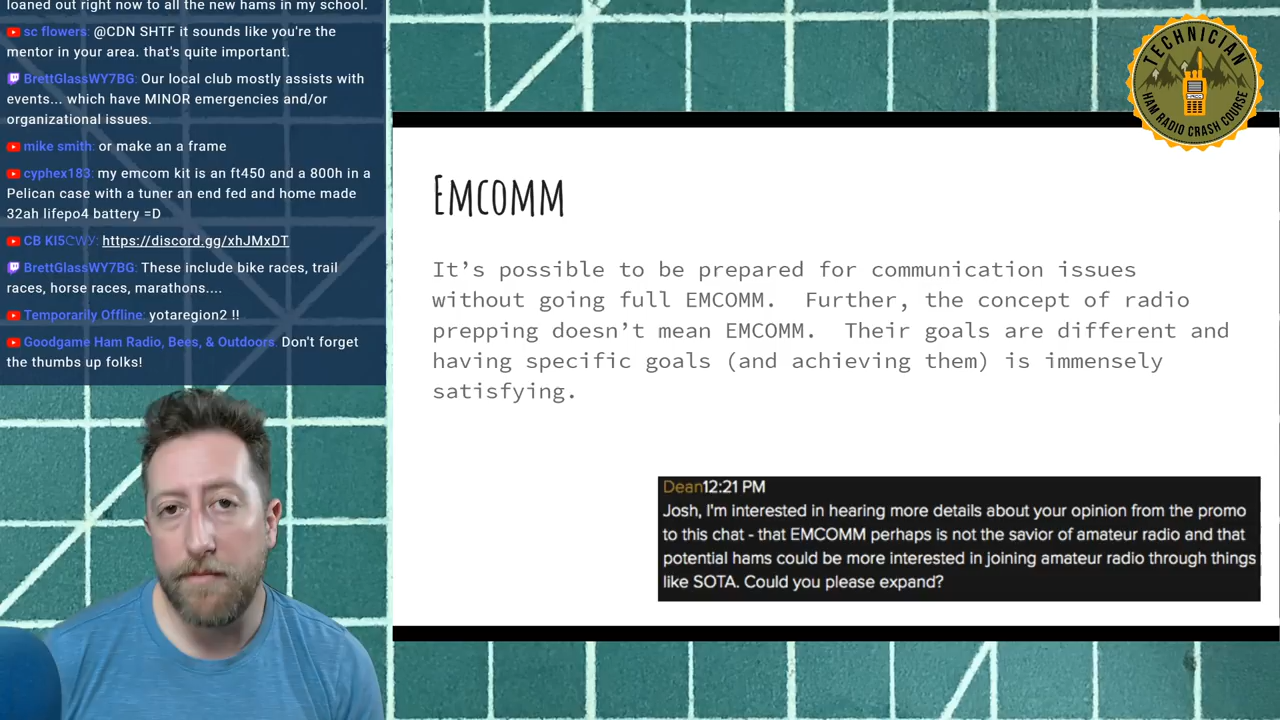 loaned out right now to all the new hams in my school.
sc flowers: @CDN SHTF it sounds like you're the
mentor in your area. that's quite important.
BrettGlassWY7BG: Our local club mostly assists with
events... which have MINOR emergencies and/or
organizational issues.
mike smith: or make an a frame
cyphex183: my emcom kit is an ft450 and a 800h in a
Pelican case with a tuner an end fed and home made
32ah lifepo4 battery =D
CB KI5CWY: https://discord.gg/xhJMxDT
BrettGlassWY7BG: These include bike races, trail
races, horse races, marathons....
Temporarily Offline: yotaregion2 !!
Goodgame Ham Radio, Bees, & Outdoors: Don't forget
the thumbs up folks!
TECHNICIAN
HAM RADIO CRASH COURSE
Emcomm
It's possible to be prepared for communication issues
without going full EMCOMM.  Further, the concept of radio
prepping doesn't mean EMCOMM.  Their goals are different and
having specific goals (and achieving them) is immensely
satisfying.
Dean12:21 PM
Josh, I'm interested in hearing more details about your opinion from the promo
to this chat - that EMCOMM perhaps is not the savior of amateur radio and that
potential hams could be more interested in joining amateur radio through things
like SOTA. Could you please expand?